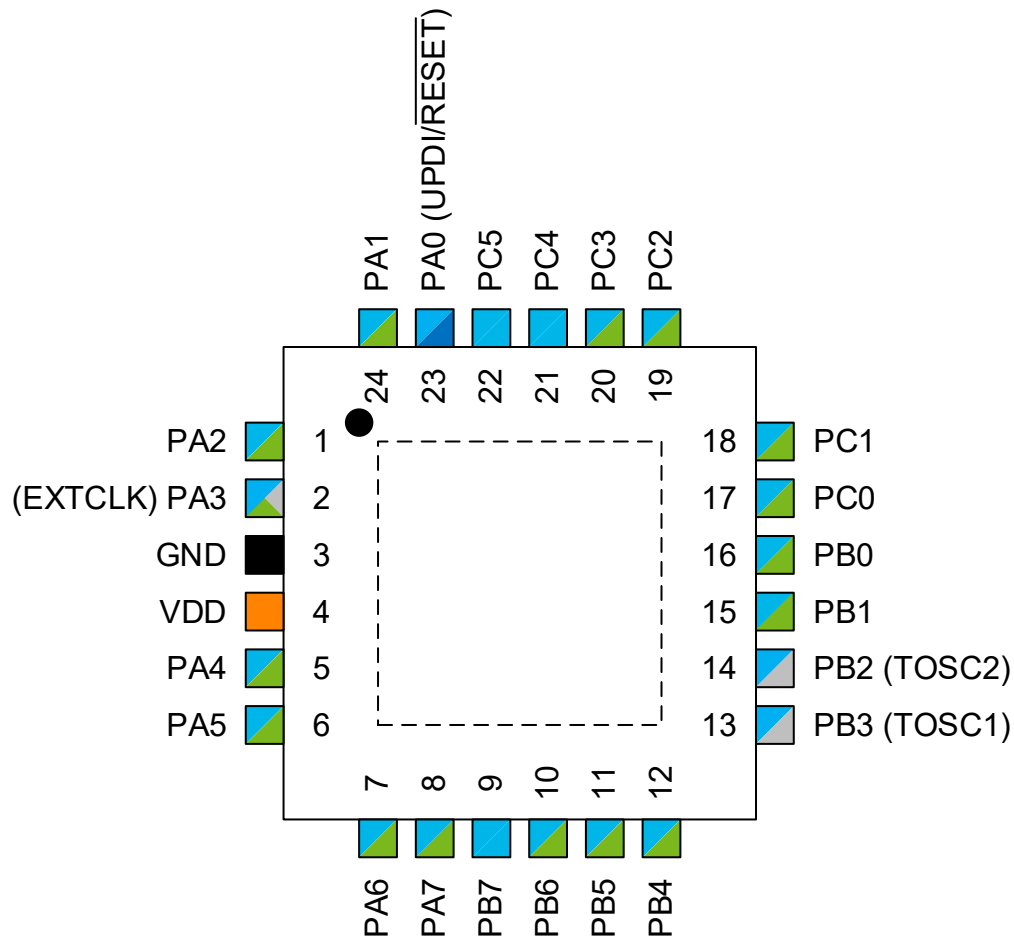 PA0 (UPDI/RESET)
PA1
PC5
PC4
PC3
PC2
24
23
22
21
20
19
PA2
1
18
PC1
(EXTCLK) PA3
2
17
PC0
GND
3
16
PB0
VDD
4
15
PB1
PA4
5
14
PB2 (TOSC2)
PA5
6
13
PB3 (TOSC1)
7
8
9
10
11
12
PA6
PA7
PB7
PB6
PB5
PB4